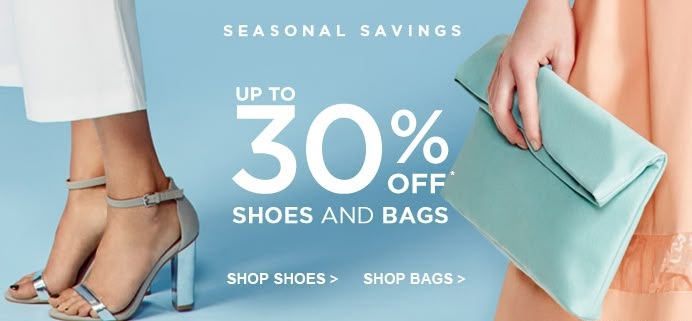 SEASONAL SAVINGS
UP TO
30%
OFF*
SHOES AND BAGS
SHOP SHOES > SHOP BAGS >